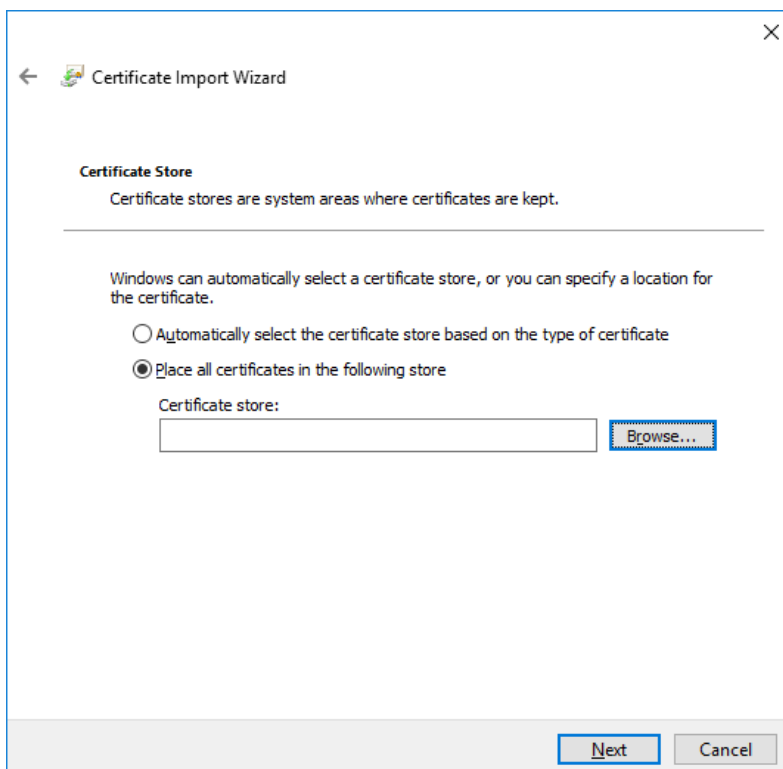 Certificate Import Wizard
Certificate Store
Certificate stores are system areas where certificates are kept.
Windows can automatically select a certificate store, or you can specify a location for
the certificate.
Automatically select the certificate store based on the type of certificate
Place all certificates in the following store
Certificate store:
Browse...
Next
Cancel